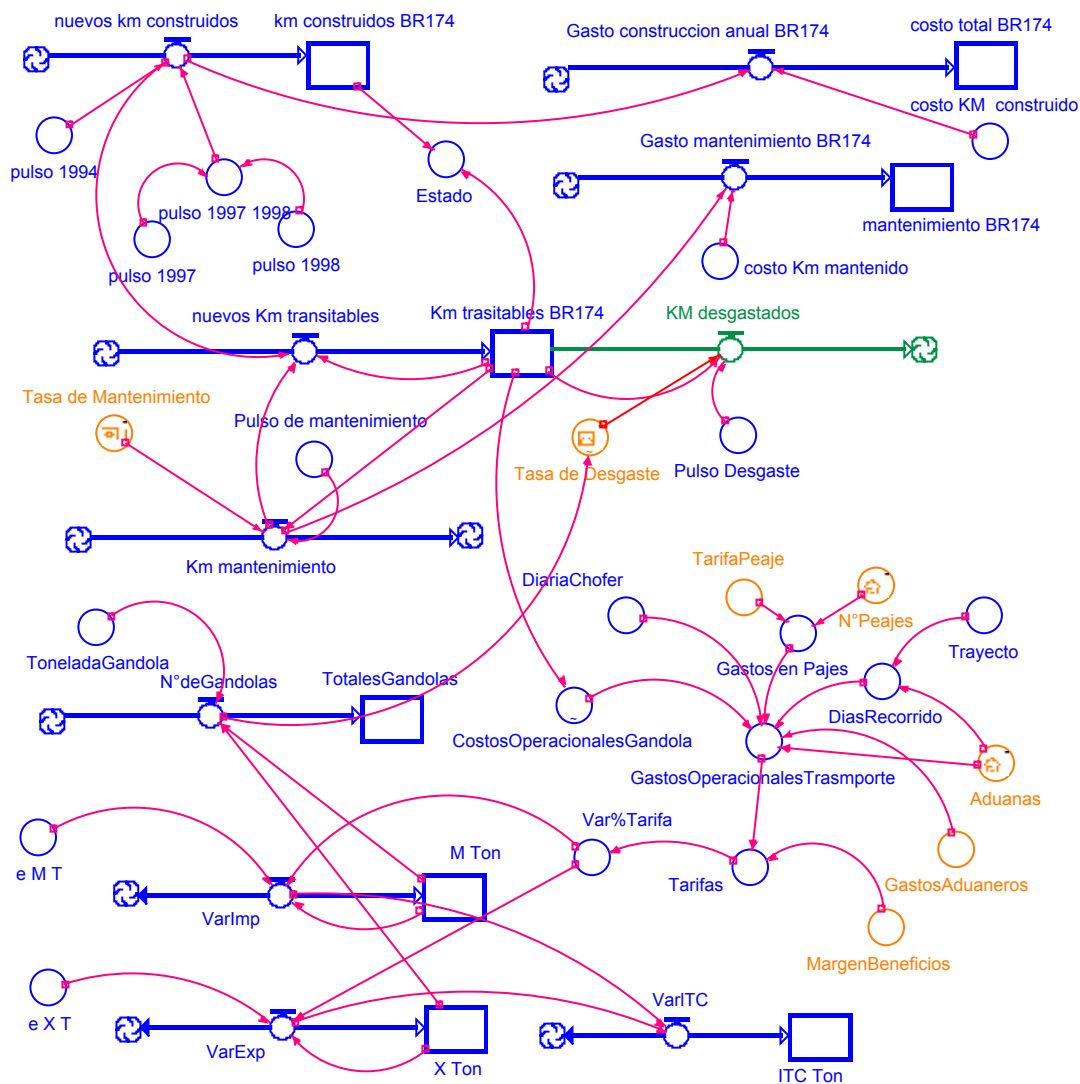 nuevos km construidos
km construidos BR174
Gasto construccion anual BR174
costo total BR174
costo KM construido
pulso 1994
pulso 1997 1998
Estado
Gasto mantenimiento BR174
mantenimiento BR174
pulso 1997
pulso 1998
costo Km mantenido
nuevos Km transitables
Km trasitables BR174
KM desgastados
Tasa de Mantenimiento
Pulso de mantenimiento
Tasa de Desgaste
Pulso Desgaste
Km mantenimiento
DiariaChofer
TarifaPeaje
N°Peajes
ToneladaGandola
N°deGandolas
TotalesGandolas
Gastos en Pajes
Trayecto
DiasRecorrido
CostosOperacionalesGandola
GastosOperacionalesTrasmporte
Aduanas
Var%Tarifa
e M T
M Ton
Tarifas
GastosAduaneros
VarImp
MargenBeneficios
e X T
VarITC
VarExp
X Ton
ITC Ton